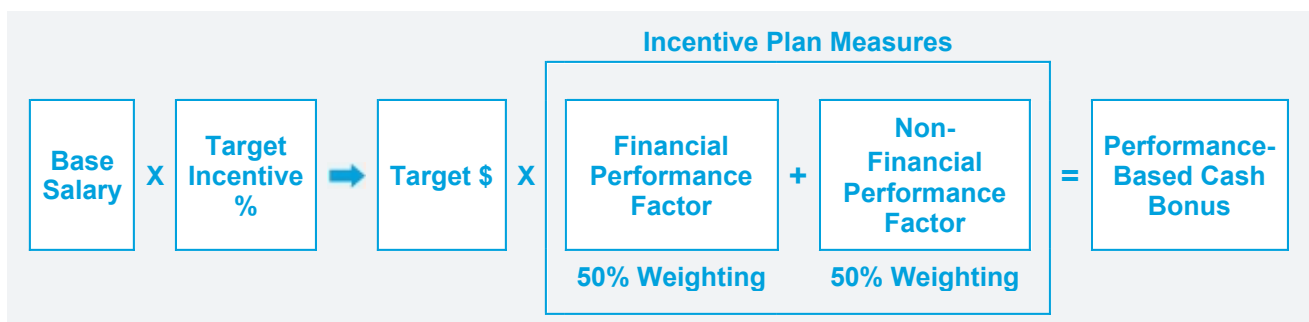 Incentive Plan Measures
Base
Salary
X
Target
Incentive
%
Target $
X
Financial
Performance
Factor
+
Non-
Financial
Performance
Factor
=
Performance-
Based Cash
Bonus
50% Weighting
50% Weighting